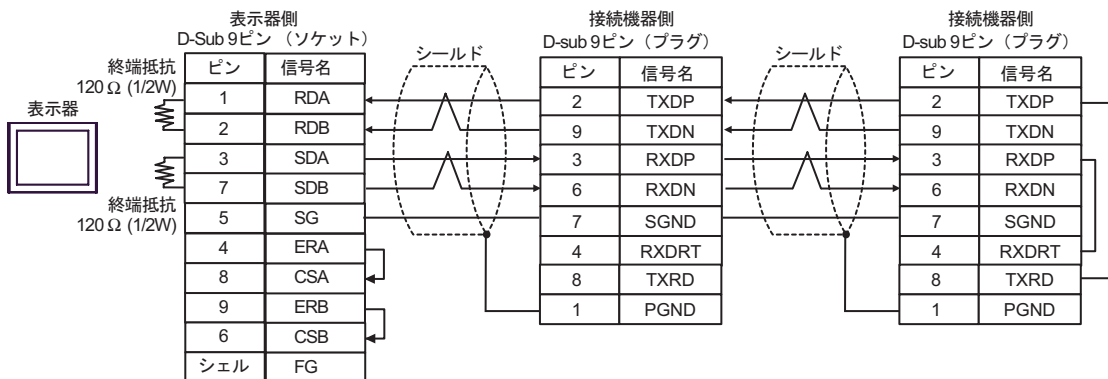 表示器側
D-Sub 9ピン （ソケット）
接続機器側
D-sub 9ピン（プラグ）
接続機器側
D-sub 9ピン（プラグ）
シールド
シールド
終端抵抗
120 Ω (1/2W)
表示器
終端抵抗
120 Ω (1/2W)
ピン 信号名
1 RDA
2 RDB
3 SDA
7 SDB
5 SG
4 ERA
8 CSA
9 ERB
6 CSB
シェル FG
ピン 信号名
2 TXDP
9 TXDN
3 RXDP
6 RXDN
7 SGND
4 RXDRT
8 TXRD
1 PGND
ピン 信号名
2 TXDP
9 TXDN
3 RXDP
6 RXDN
7 SGND
4 RXDRT
8 TXRD
1 PGND